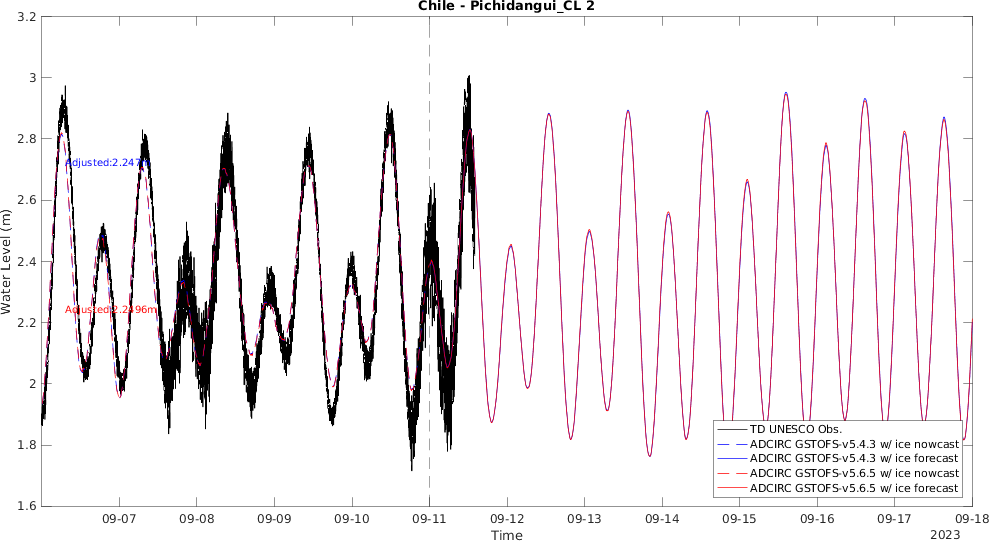 Chile - Pichidangui_CL 2
3.2
3
2.8
2.6
2.4
2.2
2
1.8
1.6
Water Level (m)
Adjusted:2.247
TD UNESCO Obs.
ADCIRC GSTOFS-v5.4.3 w/ ice nowcast
ADCIRC GSTOFS-v5.4.3 w/ ice forecast
ADCIRC GSTOFS-v5.6.5 w/ ice nowcast
ADCIRC GSTOFS-v5.6.5 w/ ice forecast
09-07 09-08 09-09 09-10 09-11 09-12 09-13 09-14 09-15 09-16 09-17 09-18
Time
2023